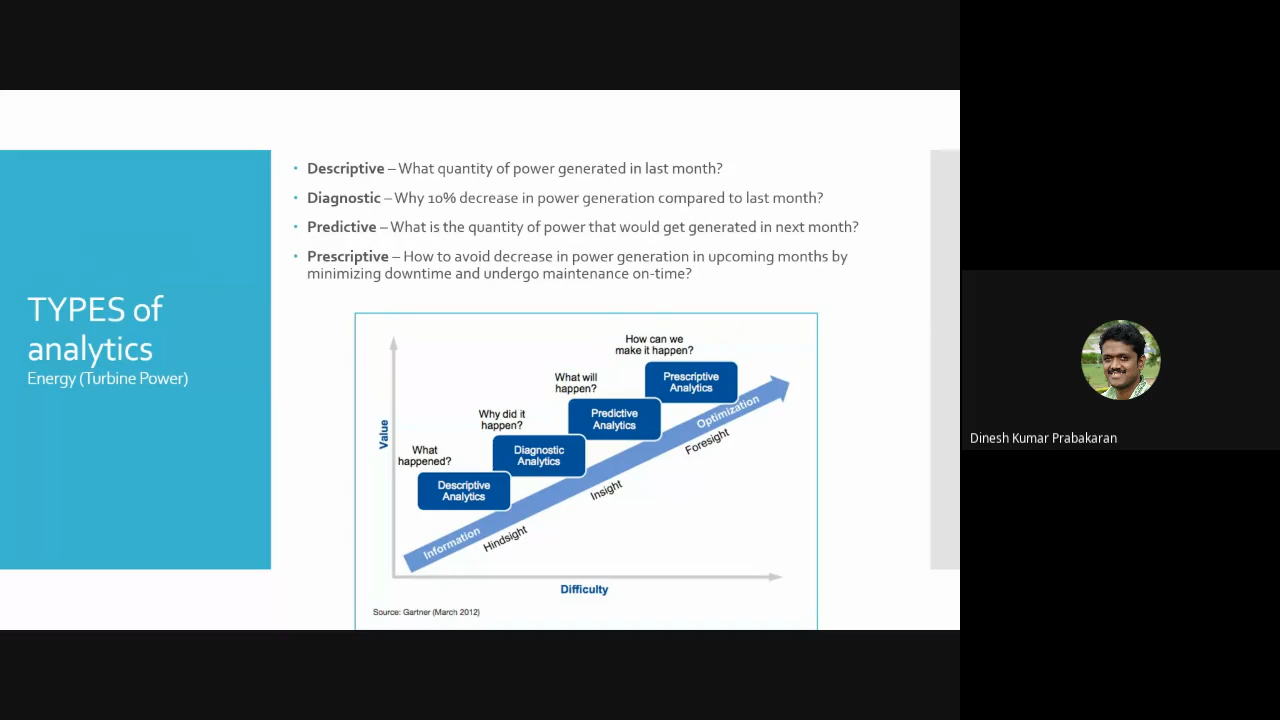 TYPES of
analytics
Energy (Turbine Power)
• Descriptive – What quantity of power generated in last month?
• Diagnostic – Why 10% decrease in power generation compared to last month?
• Predictive – What is the quantity of power that would get generated in next month?
• Prescriptive – How to avoid decrease in power generation in upcoming months by
minimizing downtime and undergo maintenance on-time?
How can we
make it happen?
Prescriptive
Analytics
What will
happen?
Predictive
Analytics
Why did it
happen?
Diagnostic
Analytics
What
happened?
Descriptive
Analytics
Value
Optimization
Foresight
Insight
Information
Hindsight
Difficulty
Source: Gartner (March 2012)
Dinesh Kumar Prabakaran